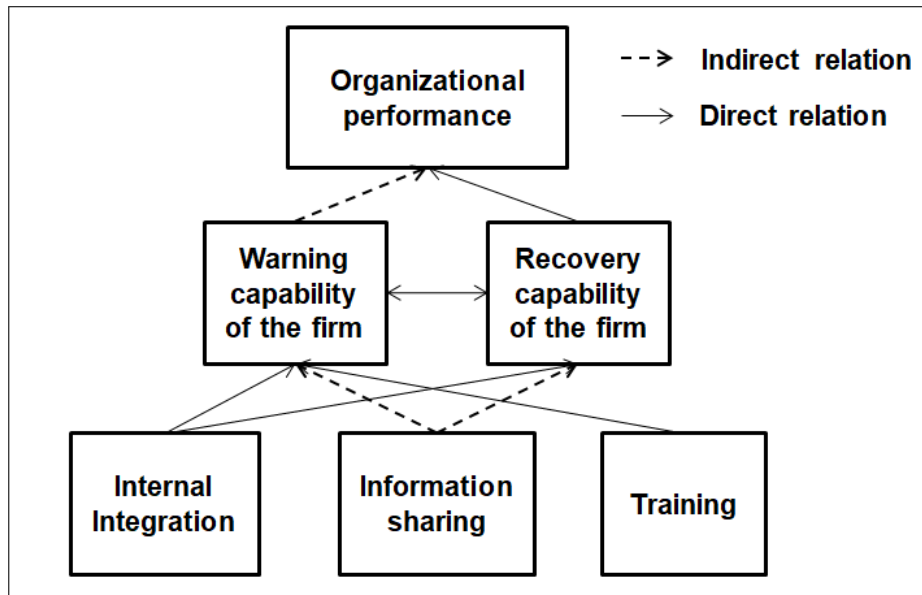 Organizational
performance
Indirect relation
Direct relation
Warning
capability
of the firm
Recovery
capability
of the firm
Internal
Integration
Information
sharing
Training